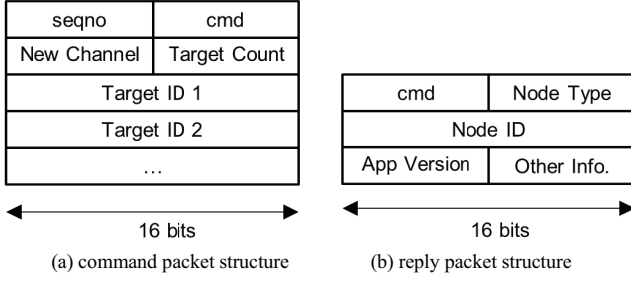 seqno cmd
New Channel Target Count
Target ID 1
Target ID 2
...
16 bits
(a) command packet structure
cmd Node Type
Node ID
App Version Other Info.
16 bits
(b) reply packet structure